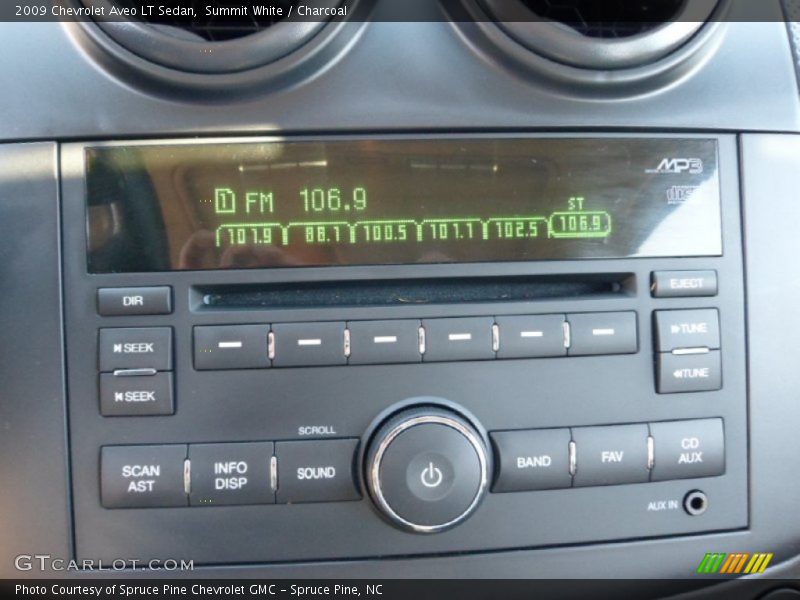 2009 Chevrolet Aveo LT Sedan, Summit White / Charcoal
MP3
disc
1 FM 106.9
ST
101.9 88.1 100.5 101.1 102.5 106.9
DIR
EJECT
SEEK
TUNE
SEEK
TUNE
SCROLL
SCAN AST
INFO DISP
SOUND
BAND
FAV
CD AUX
AUX IN
GTCARLOT.COM
Photo Courtesy of Spruce Pine Chevrolet GMC – Spruce Pine, NC